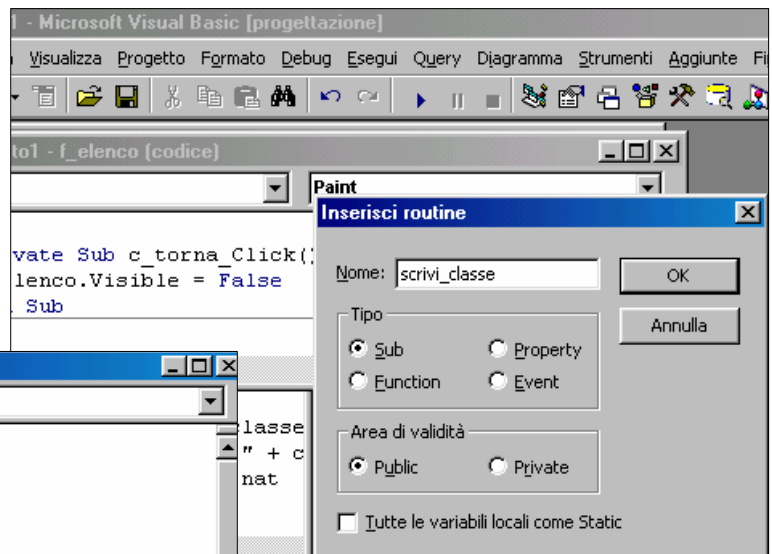 1 - Microsoft Visual Basic [progettazione]
Visualizza Progetto Formato Debug Esegui Query Diagramma Strumenti Aggiunte Fi
to1 - f_elenco (codice)
Paint
Inserisci routine
vate Sub c_torna_Click()
lenco.Visible = False
Sub
Nome: scrivi_classe
OK
Annulla
Tipo
Sub
Property
Function
Event
Area di validità
Public
Private
Tutte le variabili locali come Static
classe
" + c
nat